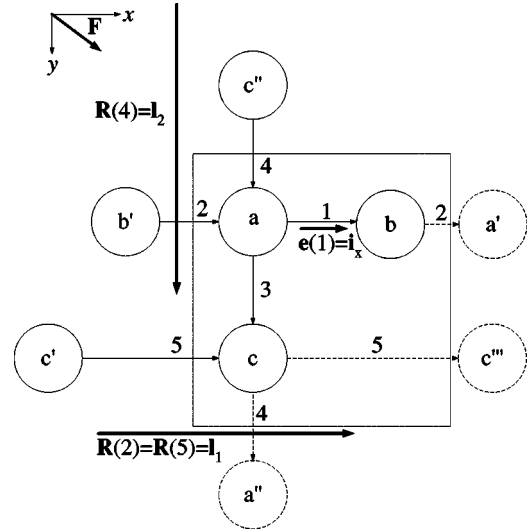 x
F
y
c"
R(4)=l₂
4
b' 2 a 1 b 2 a'
e(1)=iₓ
3
c' 5 c 5 c'''
4
R(2)=R(5)=l₁
a"